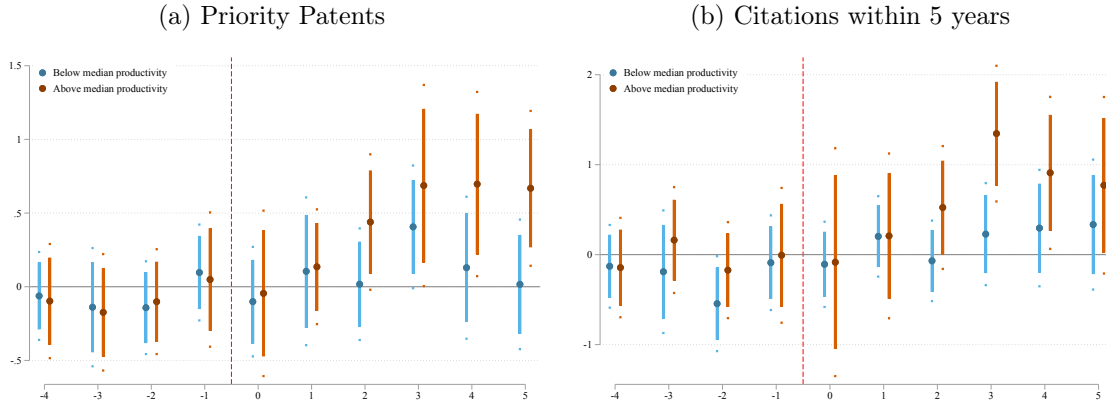 (a) Priority Patents
Below median productivity
Above median productivity
1.5
1
.5
0
-.5
-4 -3 -2 -1 0 1 2 3 4 5
(b) Citations within 5 years
Below median productivity
Above median productivity
2
1
0
-1
-4 -3 -2 -1 0 1 2 3 4 5